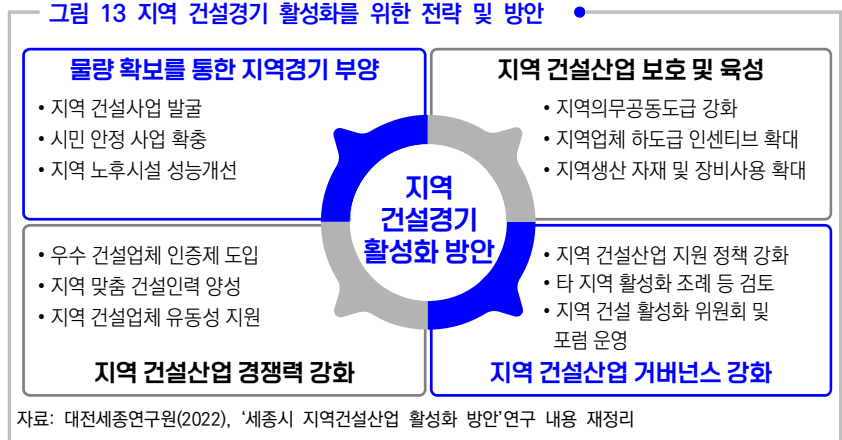 그림 13 지역 건설경기 활성화를 위한 전략 및 방안
물량 확보를 통한 지역경기 부양
• 지역 건설사업 발굴
• 시민 안정 사업 확충
• 지역 노후시설 성능개선
지역 건설산업 보호 및 육성
• 지역의무공동도급 강화
• 지역업체 하도급 인센티브 확대
• 지역생산 자재 및 장비사용 확대
지역
건설경기
활성화 방안
• 우수 건설업체 인증제 도입
• 지역 맞춤 건설인력 양성
• 지역 건설업체 유동성 지원
지역 건설산업 경쟁력 강화
• 지역 건설산업 지원 정책 강화
• 타 지역 활성화 조례 등 검토
• 지역 건설 활성화 위원회 및
포럼 운영
지역 건설산업 거버넌스 강화
자료: 대전세종연구원(2022), ‘세종시 지역건설산업 활성화 방안’연구 내용 재정리